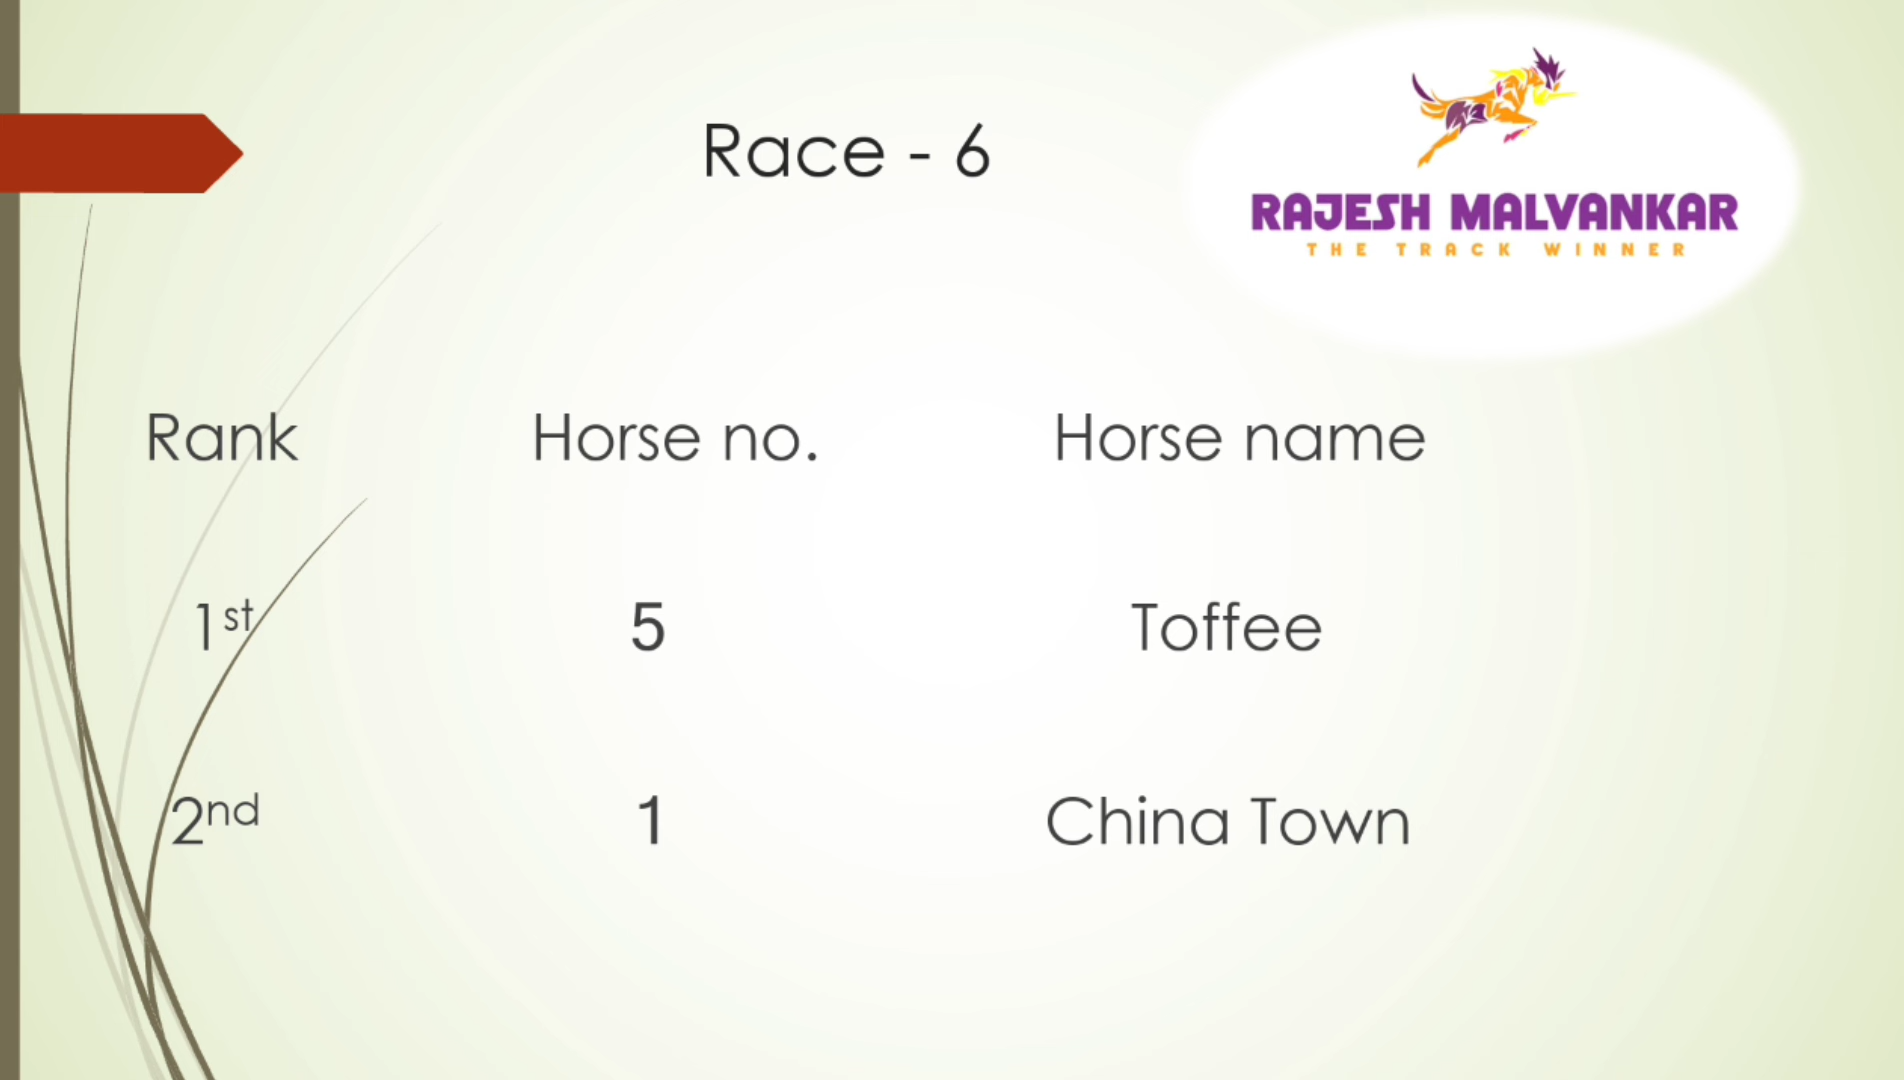 Race - 6
RAJESH MALVANKAR
THE TRACK WINNER
Rank Horse no. Horse name
1st 5 Toffee
2nd 1 China Town